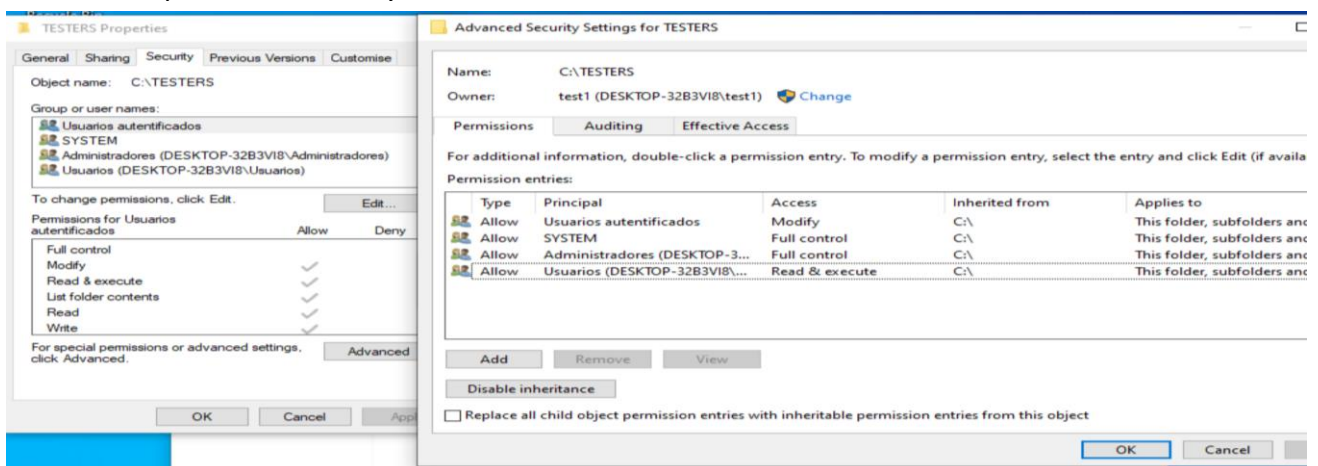 TESTERS Properties
General Sharing Security Previous Versions Customise
Object name: C:\TESTERS
Group or user names:
Usuarios autentificados
SYSTEM
Administradores (DESKTOP-32B3VI8\Administradores)
Usuarios (DESKTOP-32B3VI8\Usuarios)
To change permissions, click Edit.
Edit...
Permissions for Usuarios
autentificados Allow Deny
Full control
Modify
Read & execute
List folder contents
Read
Write
For special permissions or advanced settings,
click Advanced.
Advanced
OK Cancel Appl
Advanced Security Settings for TESTERS
Name: C:\TESTERS
Owner: test1 (DESKTOP-32B3VI8\test1) Change
Permissions Auditing Effective Access
For additional information, double-click a permission entry. To modify a permission entry, select the entry and click Edit (if availa
Permission entries:
Type Principal Access Inherited from Applies to
Allow Usuarios autentificados Modify C:\ This folder, subfolders and
Allow SYSTEM Full control C:\ This folder, subfolders and
Allow Administradores (DESKTOP-3... Full control C:\ This folder, subfolders and
Allow Usuarios (DESKTOP-32B3VI8\... Read & execute C:\ This folder, subfolders and
Add Remove View
Disable inheritance
Replace all child object permission entries with inheritable permission entries from this object
OK Cancel